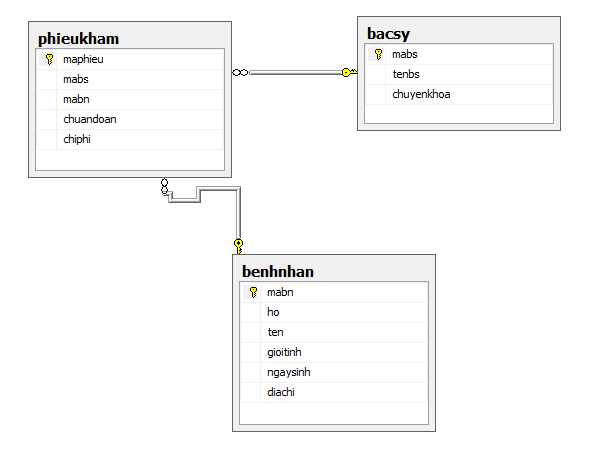 phieukham
maphieu
mabs
mabn
chuandoan
chiphi
bacsy
mabs
tenbs
chuyenkhoa
benhnhan
mabn
ho
ten
gioitinh
ngaysinh
diachi